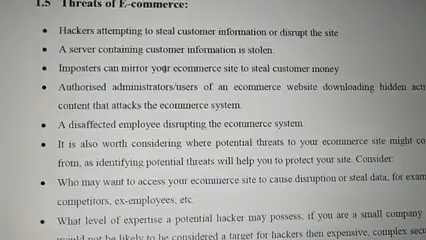 1.5 Threats of E-commerce:
• Hackers attempting to steal customer information or disrupt the site
• A server containing customer information is stolen.
• Imposters can mirror your ecommerce site to steal customer money
• Authorised administrators/users of an ecommerce website downloading hidden
content that attacks the ecommerce system.
• A disaffected employee disrupting the ecommerce system.
• It is also worth considering where potential threats to your ecommerce site might
from, as identifying potential threats will help you to protect your site. Consider:
• Who may want to access your ecommerce site to cause disruption or steal data, for
competitors, ex-employees, etc.
• What level of expertise a potential hacker may possess; if you are a small company
would not be likely to be considered a target for hackers then expensive, complex